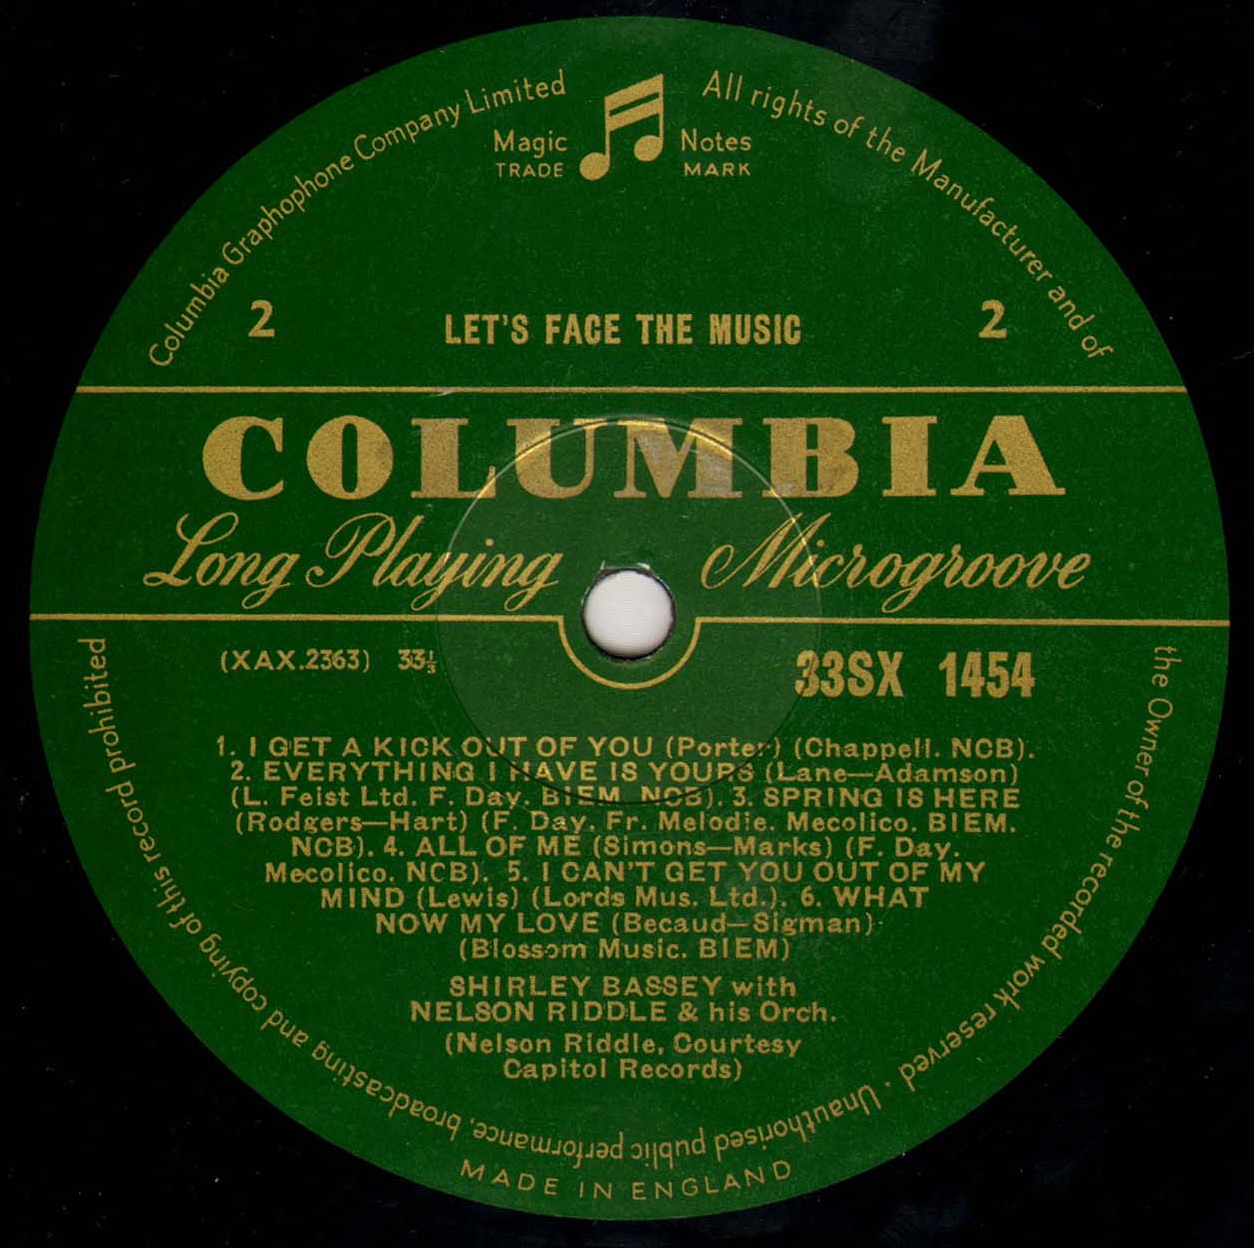 Columbia Graphophone Company Limited
Magic Notes
TRADE MARK
All rights of the Manufacturer and of
the Owner of the recorded work reserved . Unauthorised public performance, broadcasting and copying of this record prohibited
2 LET'S FACE THE MUSIC 2
COLUMBIA
Long Playing Microgroove
(XAX.2363) 33⅓ 33SX 1454
1. I GET A KICK OUT OF YOU (Porter) (Chappell. NCB).
2. EVERYTHING I HAVE IS YOURS (Lane—Adamson)
(L. Feist Ltd. F. Day. BIEM NCB). 3. SPRING IS HERE
(Rodgers—Hart) (F. Day. Fr. Melodie. Mecolico. BIEM.
NCB). 4. ALL OF ME (Simons—Marks) (F. Day.
Mecolico. NCB). 5. I CAN'T GET YOU OUT OF MY
MIND (Lewis) (Lords Mus. Ltd.). 6. WHAT
NOW MY LOVE (Becaud—Sigman)
(Blossom Music. BIEM)
SHIRLEY BASSEY with
NELSON RIDDLE & his Orch.
(Nelson Riddle, Courtesy
Capitol Records)
MADE IN ENGLAND